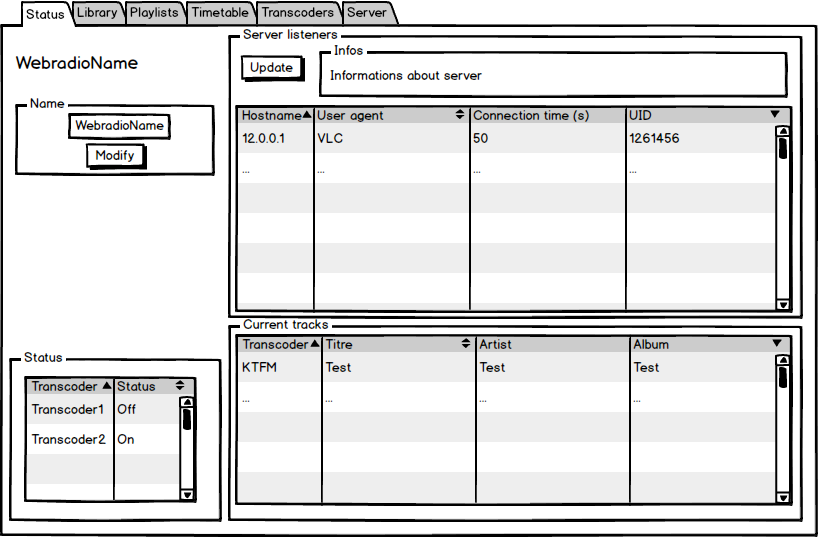 Status Library Playlists Timetable Transcoders Server
WebradioName
Name
WebradioName
Modify
Status
Transcoder Status
Transcoder1 Off
Transcoder2 On
Server listeners
Update
Infos
Informations about server
Hostname User agent Connection time (s) UID
12.0.0.1 VLC 50 1261456
... ... ... ...
Current tracks
Transcoder Titre Artist Album
KTFM Test Test Test
... ... ... ...